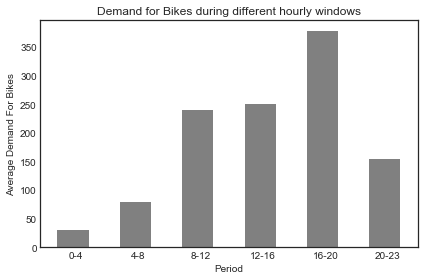 Demand for Bikes during different hourly windows
Average Demand For Bikes
350
300
250
200
150
100
50
0
0-4 4-8 8-12 12-16 16-20 20-23
Period